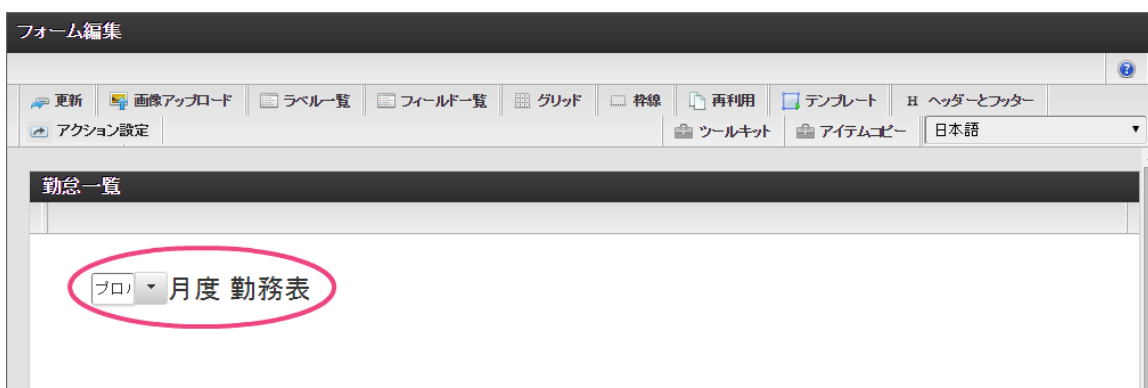 フォーム編集
更新 画像アップロード ラベル一覧 フィールド一覧 グリッド 枠線 再利用 テンプレート H ヘッダーとフッター
アクション設定 ツールキット アイテムコピー 日本語
勤怠一覧
プロ 月度 勤務表